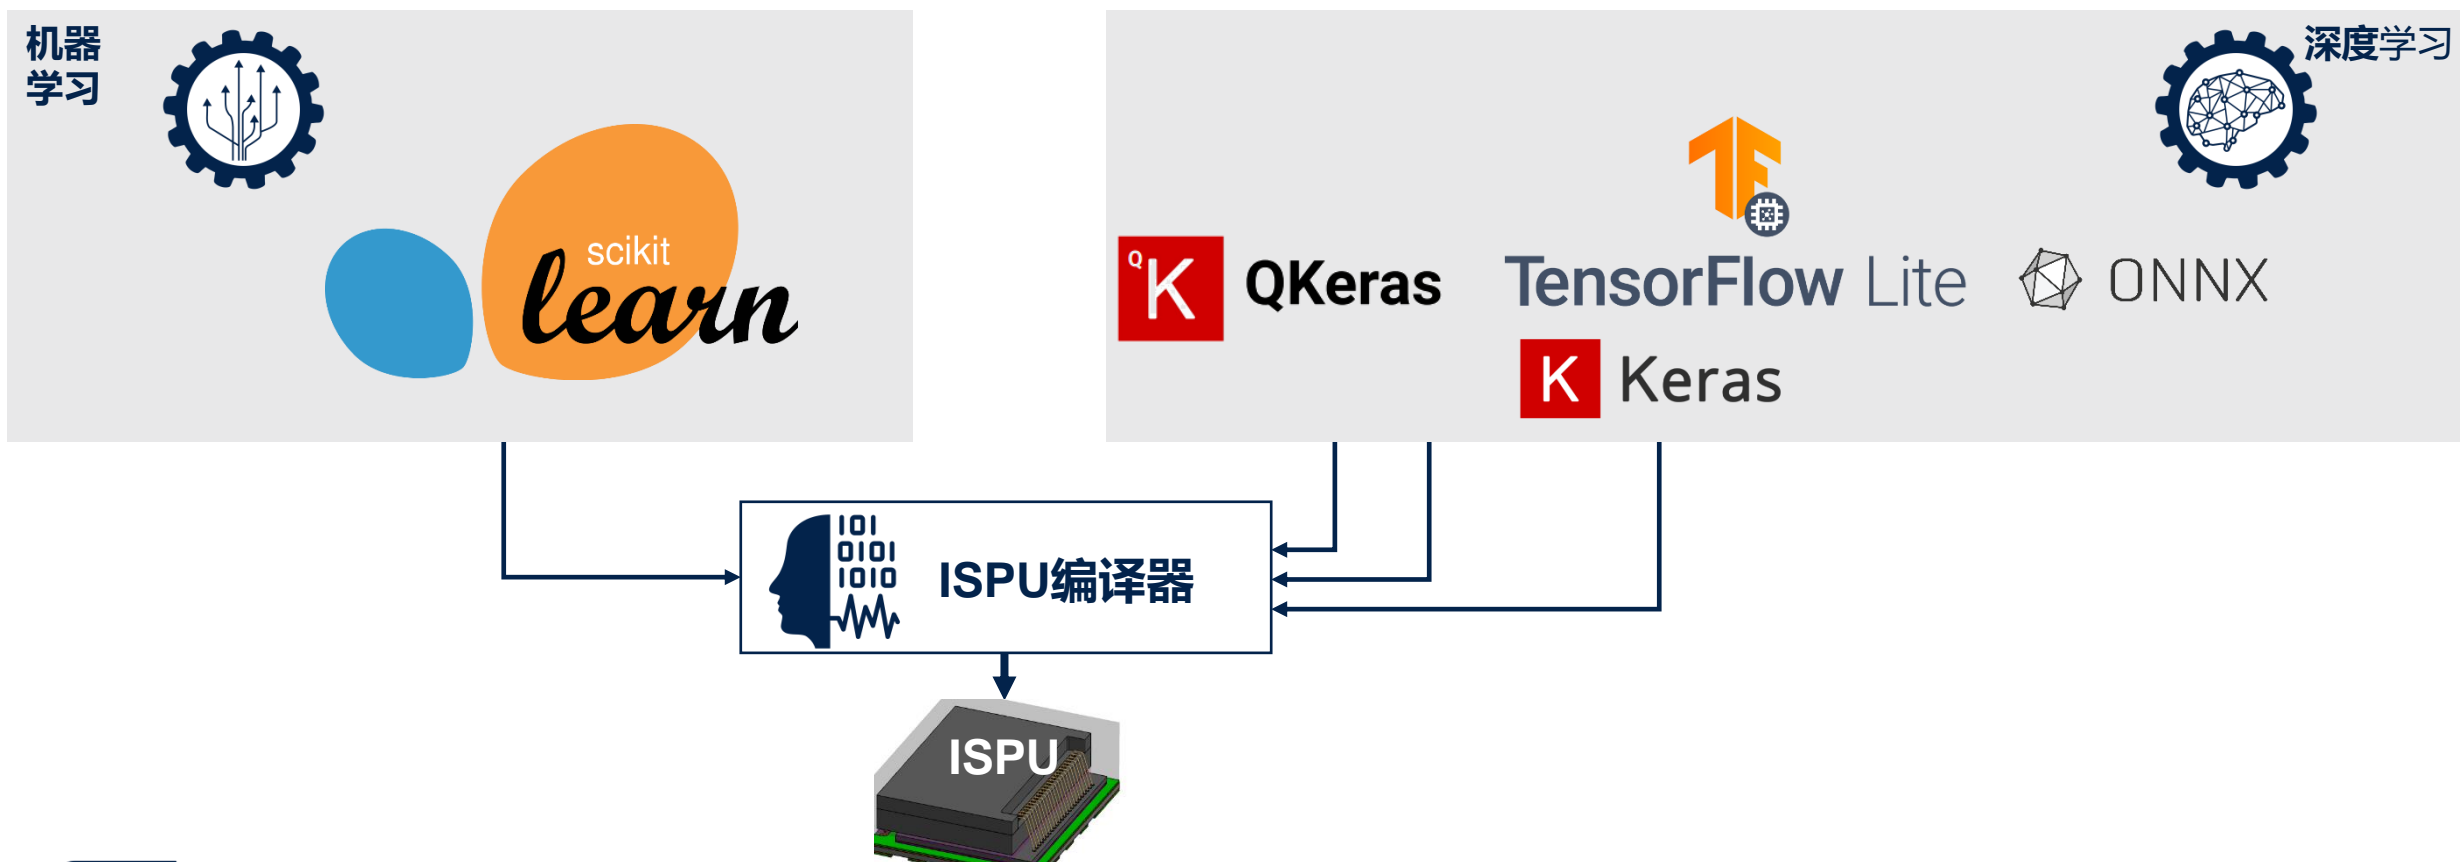 机器
学习
scikit
learn
深度学习
Q
K
QKeras
TensorFlow Lite
ONNX
K
Keras
101
0101
1010
ISPU编译器
ISPU